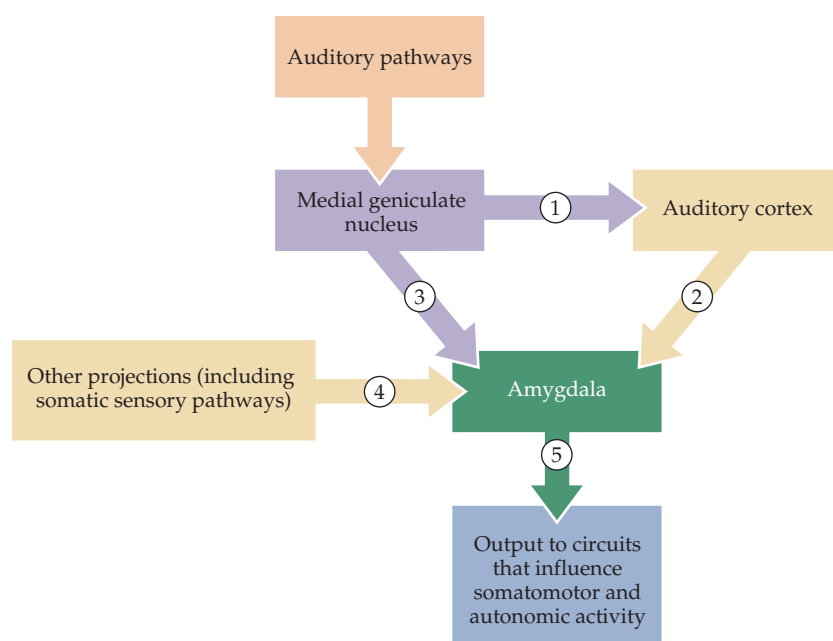 Auditory pathways
Medial geniculate
nucleus
1
Auditory cortex
3
2
Other projections (including
somatic sensory pathways)
4
Amygdala
5
Output to circuits
that influence
somatomotor and
autonomic activity